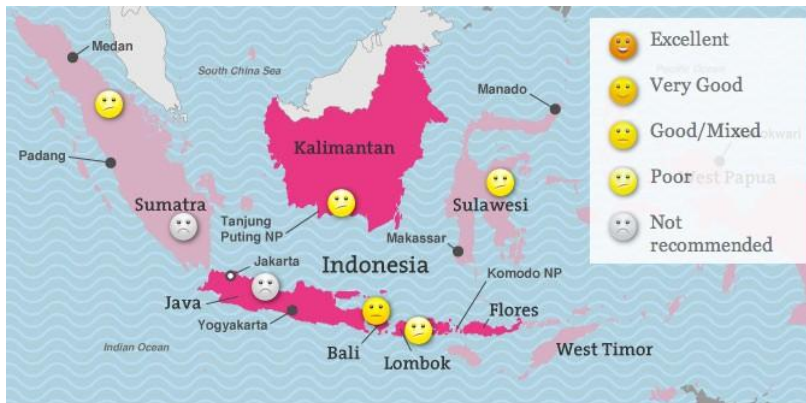 Medan
South China Sea
Manado
Padang
Kalimantan
Sumatra
Tanjung
Puting NP
Sulawesi
Makassar
Jakarta
Indonesia
Komodo NP
Java
Yogyakarta
Flores
Indian Ocean
Bali
Lombok
West Timor
Excellent
Very Good
Good/Mixed
Poor
Not
recommended
West Papua